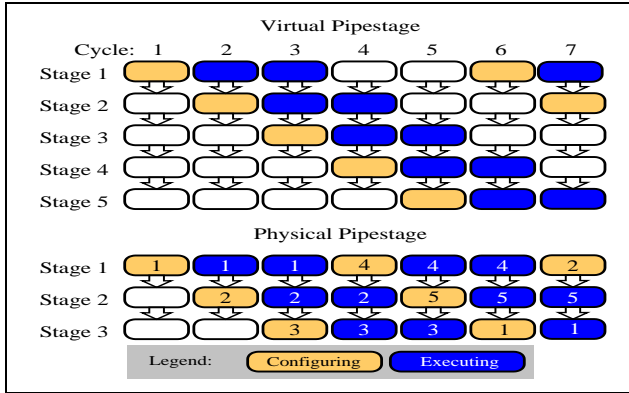 Virtual Pipestage
Cycle: 1 2 3 4 5 6 7
Stage 1
Stage 2
Stage 3
Stage 4
Stage 5
Physical Pipestage
Stage 1 1 1 1 4 4 4 2
Stage 2 2 2 2 5 5 5
Stage 3 3 3 3 1 1
Legend: Configuring Executing